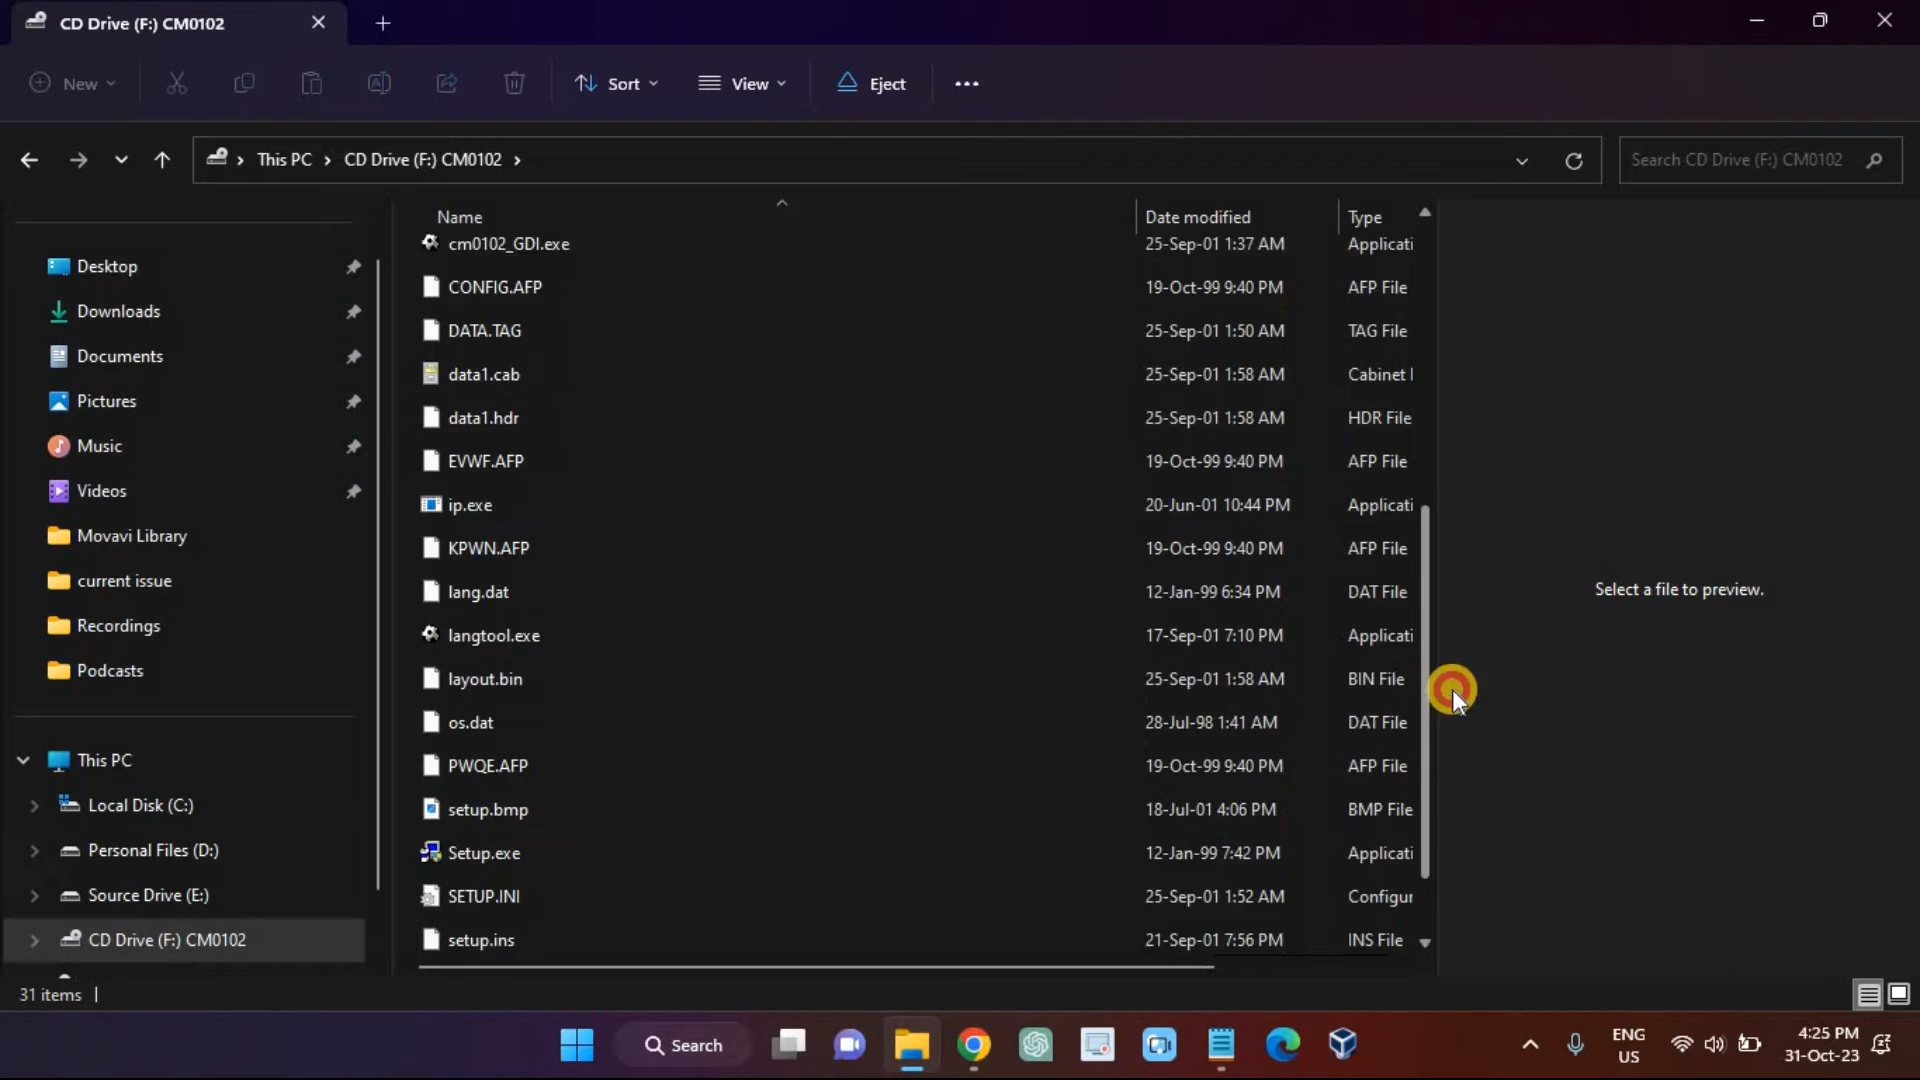 CD Drive (F:) CM0102
New
Sort
View
Eject
This PC
CD Drive (F:) CM0102
Search CD Drive (F:) CM0102
Name
Date modified
Type
cm0102_GDI.exe
25-Sep-01 1:37 AM
Applicati
CONFIG.AFP
19-Oct-99 9:40 PM
AFP File
DATA.TAG
25-Sep-01 1:50 AM
TAG File
data1.cab
25-Sep-01 1:58 AM
Cabinet
data1.hdr
25-Sep-01 1:58 AM
HDR File
EVWF.AFP
19-Oct-99 9:40 PM
AFP File
ip.exe
20-Jun-01 10:44 PM
Applicati
KPWN.AFP
19-Oct-99 9:40 PM
AFP File
lang.dat
12-Jan-99 6:34 PM
DAT File
langtool.exe
17-Sep-01 7:10 PM
Applicati
layout.bin
25-Sep-01 1:58 AM
BIN File
os.dat
28-Jul-98 1:41 AM
DAT File
PWQE.AFP
19-Oct-99 9:40 PM
AFP File
setup.bmp
18-Jul-01 4:06 PM
BMP File
Setup.exe
12-Jan-99 7:42 PM
Applicati
SETUP.INI
25-Sep-01 1:52 AM
Configur
setup.ins
21-Sep-01 7:56 PM
INS File
Desktop
Downloads
Documents
Pictures
Music
Videos
Movavi Library
current issue
Recordings
Podcasts
This PC
Local Disk (C:)
Personal Files (D:)
Source Drive (E:)
CD Drive (F:) CM0102
Select a file to preview.
31 items
Search
ENG
US
4:25 PM
31-Oct-23